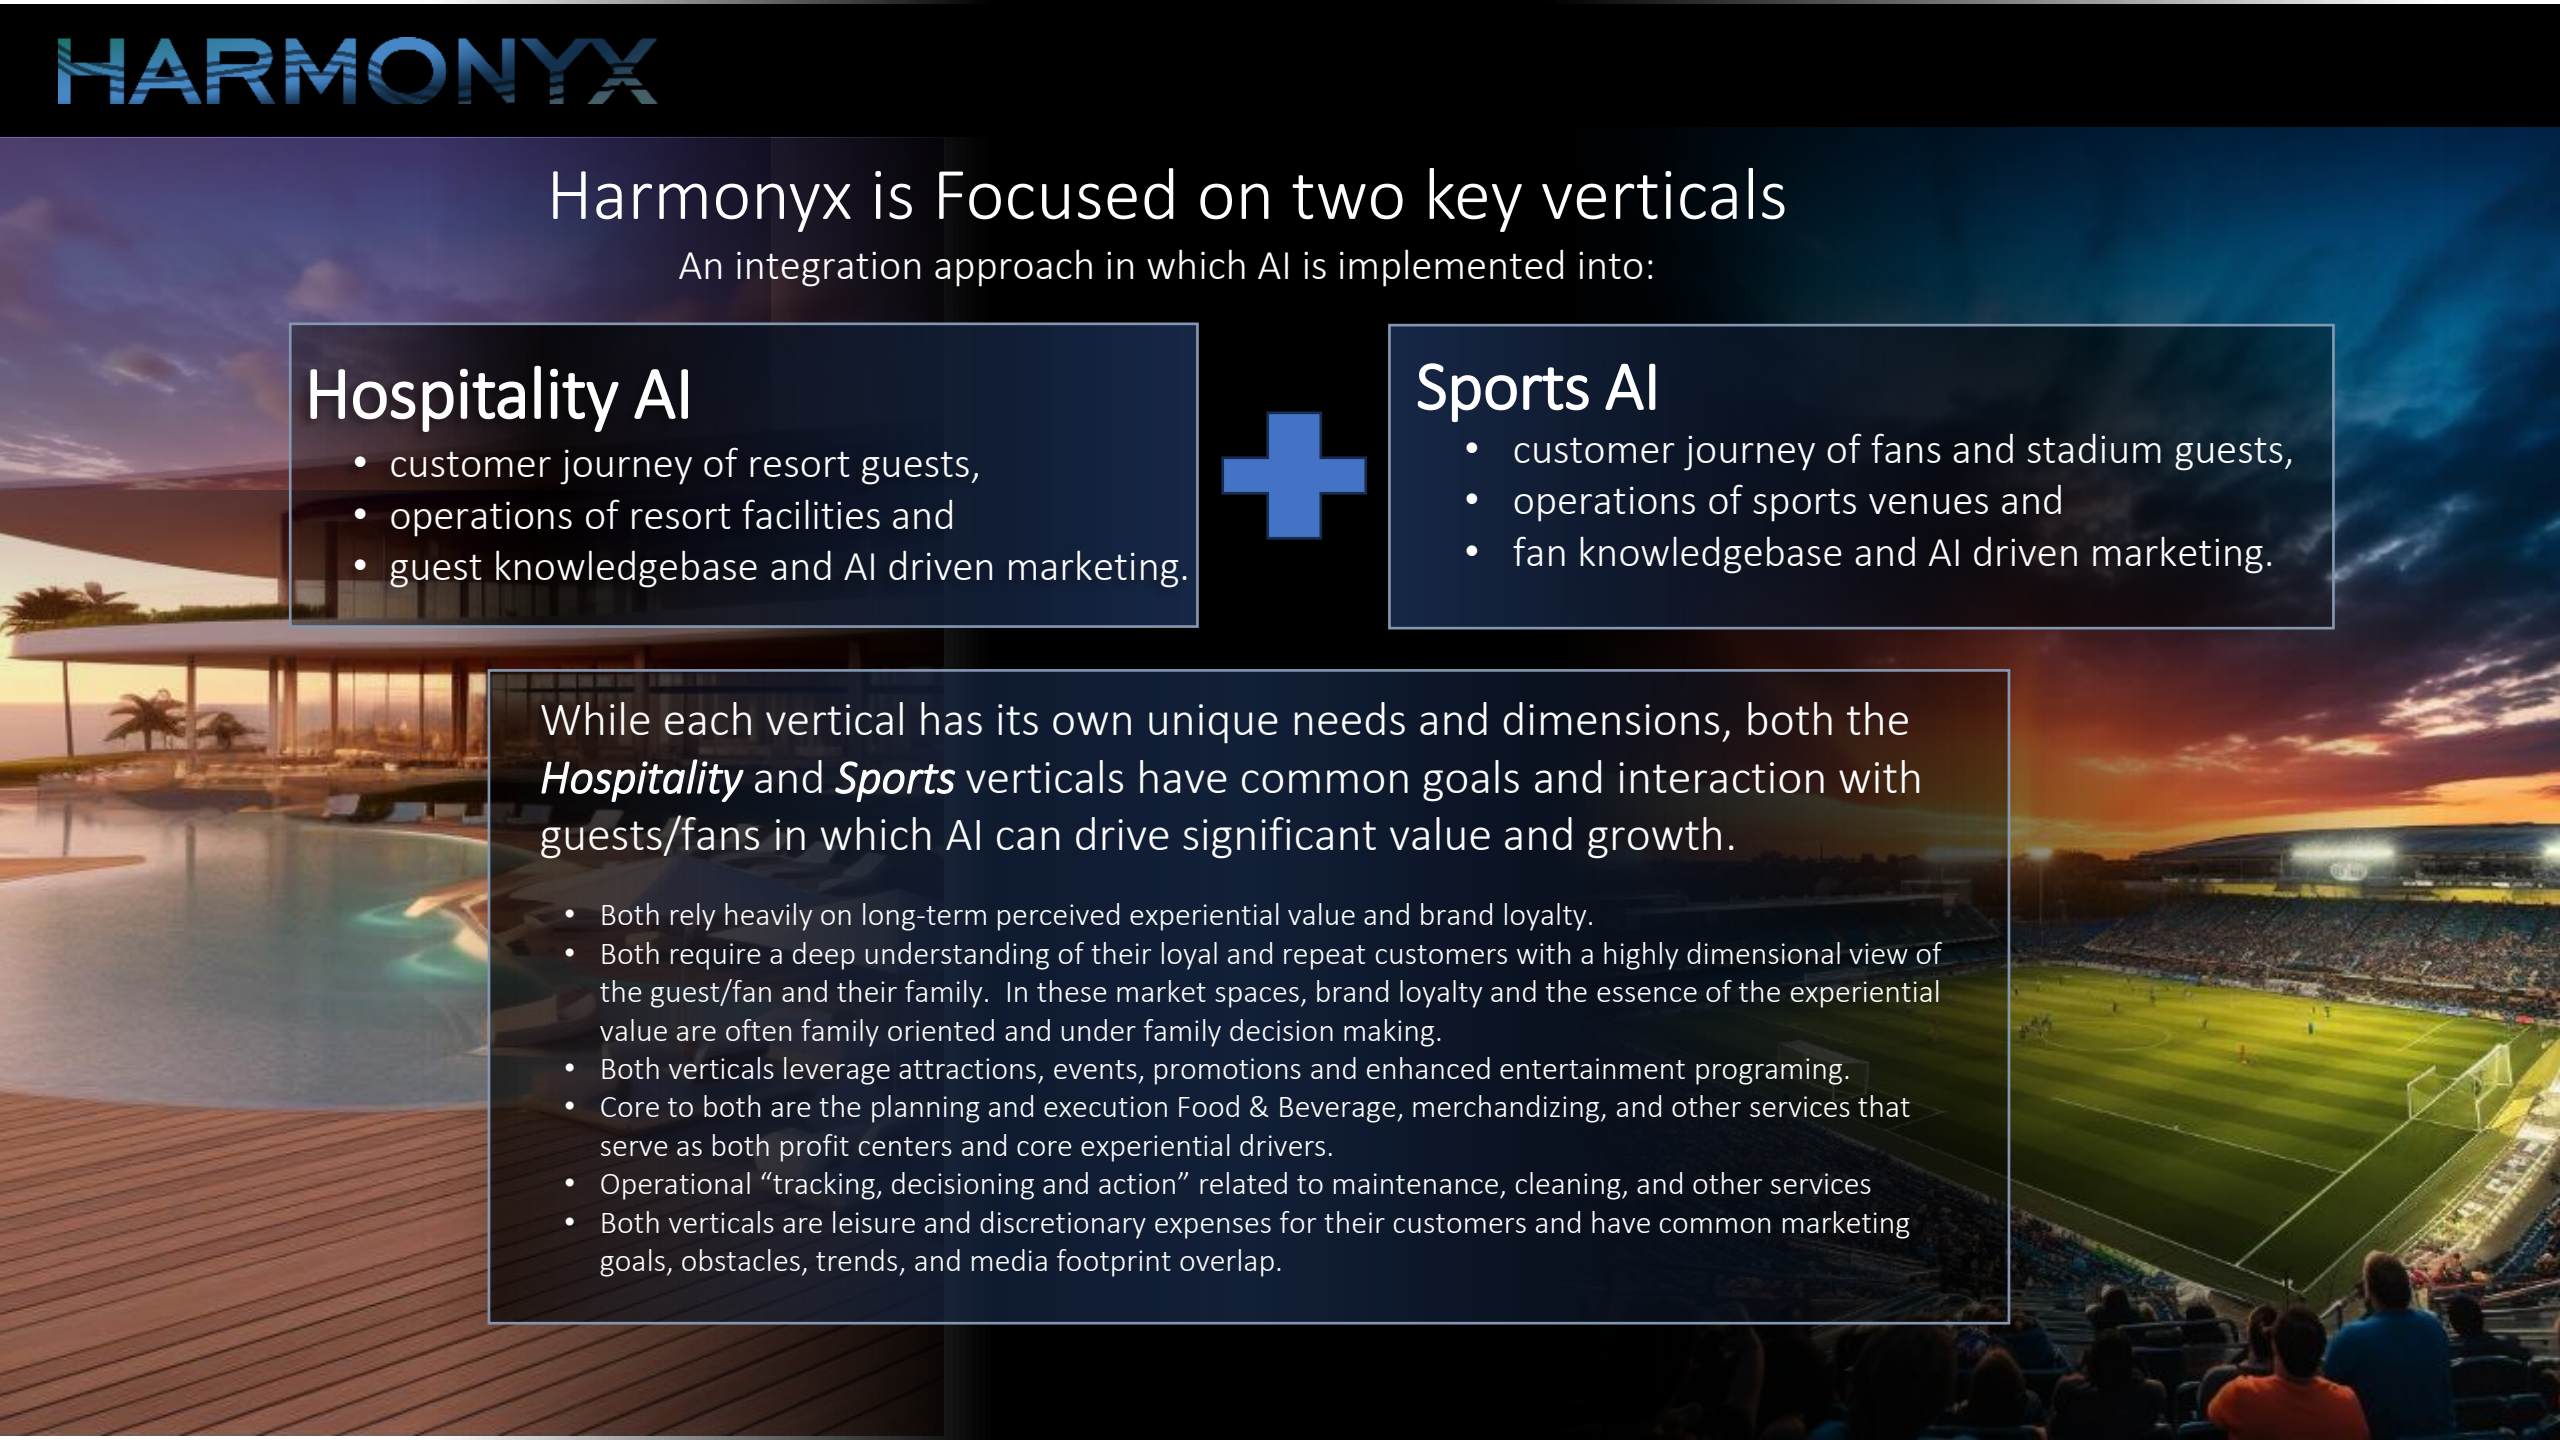 HARMONYX
Harmonyx is Focused on two key verticals
An integration approach in which AI is implemented into:
Hospitality AI
• customer journey of resort guests,
• operations of resort facilities and
• guest knowledgebase and AI driven marketing.
Sports AI
• customer journey of fans and stadium guests,
• operations of sports venues and
• fan knowledgebase and AI driven marketing.
While each vertical has its own unique needs and dimensions, both the
Hospitality and Sports verticals have common goals and interaction with
guests/fans in which AI can drive significant value and growth.
• Both rely heavily on long-term perceived experiential value and brand loyalty.
• Both require a deep understanding of their loyal and repeat customers with a highly dimensional view of
the guest/fan and their family.  In these market spaces, brand loyalty and the essence of the experiential
value are often family oriented and under family decision making.
• Both verticals leverage attractions, events, promotions and enhanced entertainment programing.
• Core to both are the planning and execution Food & Beverage, merchandizing, and other services that
serve as both profit centers and core experiential drivers.
• Operational “tracking, decisioning and action” related to maintenance, cleaning, and other services
• Both verticals are leisure and discretionary expenses for their customers and have common marketing
goals, obstacles, trends, and media footprint overlap.